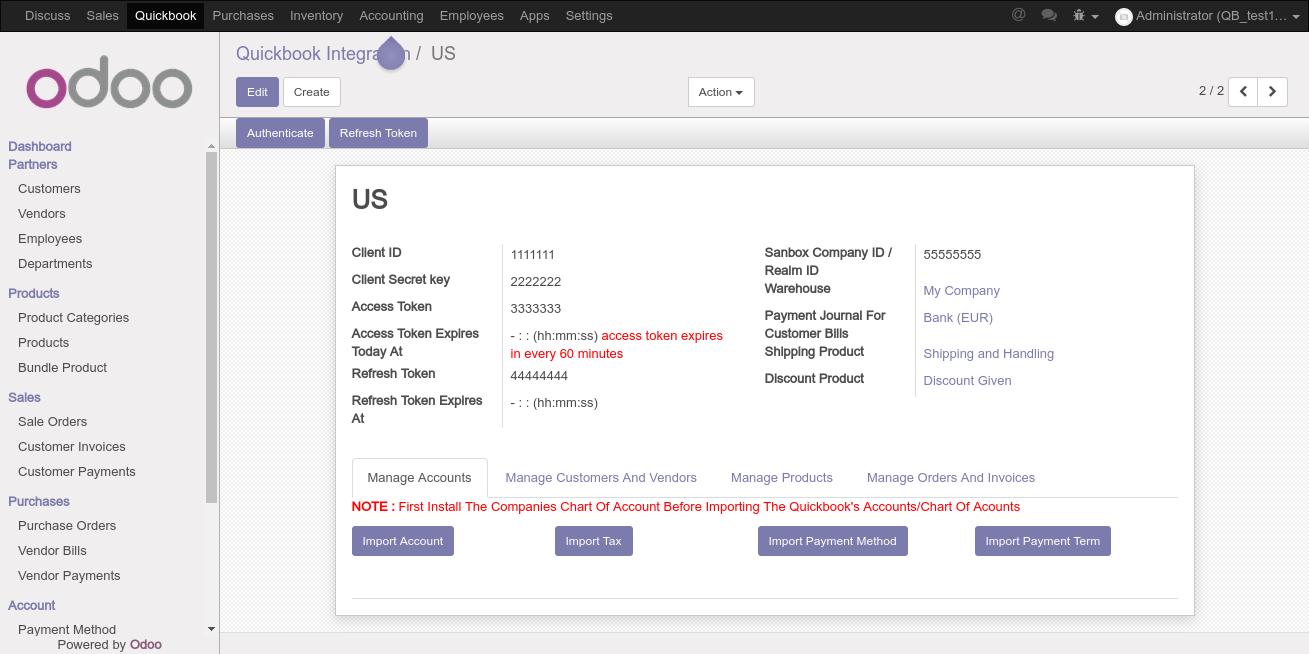 Discuss Sales Quickbook Purchases Inventory Accounting Employees Apps Settings @ Administrator (QB_test1...
odoo
Quickbook Integra n / US
Edit Create Action 2 / 2
Authenticate Refresh Token
Dashboard
Partners
Customers
Vendors
Employees
Departments
Products
Product Categories
Products
Bundle Product
Sales
Sale Orders
Customer Invoices
Customer Payments
Purchases
Purchase Orders
Vendor Bills
Vendor Payments
Account
Payment Method
Powered by Odoo
US
Client ID 1111111
Client Secret key 2222222
Access Token 3333333
Access Token Expires - : : (hh:mm:ss) access token expires
Today At in every 60 minutes
Refresh Token 44444444
Refresh Token Expires - : : (hh:mm:ss)
At
Sanbox Company ID / 55555555
Realm ID
Warehouse My Company
Payment Journal For Bank (EUR)
Customer Bills
Shipping Product Shipping and Handling
Discount Product Discount Given
Manage Accounts Manage Customers And Vendors Manage Products Manage Orders And Invoices
NOTE : First Install The Companies Chart Of Account Before Importing The Quickbook's Accounts/Chart Of Acounts
Import Account Import Tax Import Payment Method Import Payment Term